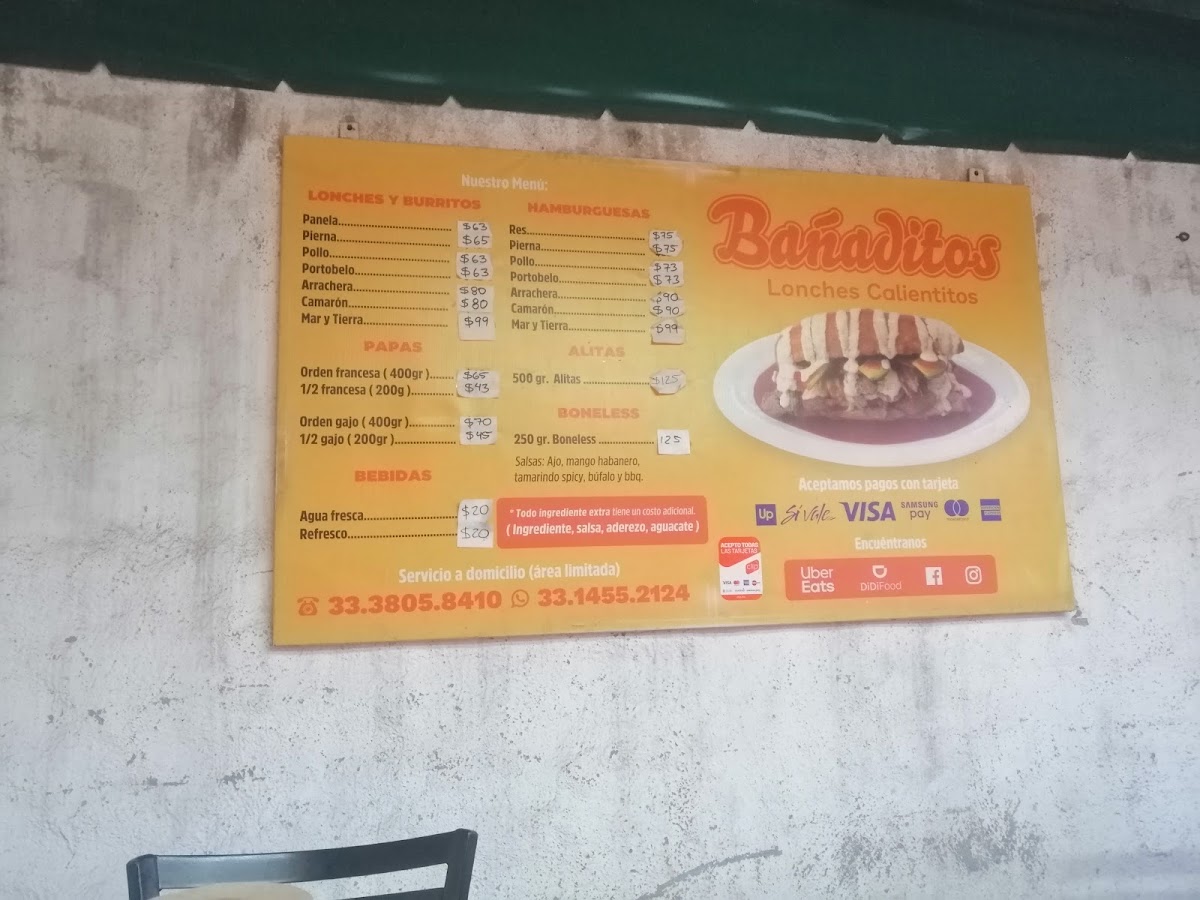 Nuestro Menú:
LONCHES Y BURRITOS
Panela........ $63
Pierna........ $65
Pollo........ $63
Portobelo........ $63
Arrachera........ $80
Camarón........ $80
Mar y Tierra........ $99
PAPAS
Orden francesa ( 400gr )...... $65
1/2 francesa ( 200g )........ $43
Orden gajo ( 400gr )........ $70
1/2 gajo ( 200gr )........ $45
BEBIDAS
Agua fresca........ $20
Refresco........ $20
HAMBURGUESAS
Res........ $75
Pierna........ $75
Pollo........ $73
Portobelo........ $73
Arrachera........ $90
Camarón........ $90
Mar y Tierra........ $99
ALITAS
500 gr. Alitas ........ $125
BONELESS
250 gr. Boneless ........ 125
Salsas: Ajo, mango habanero,
tamarindo spicy, búfalo y bbq.
* Todo ingrediente extra tiene un costo adicional.
( Ingrediente, salsa, aderezo, aguacate )
Servicio a domicilio (área limitada)
33.3805.8410 33.1455.2124
Bañaditos
Lonches Calientitos
Aceptamos pagos con tarjeta
Up Sí Vale VISA SAMSUNG pay
Encuéntranos
ACEPTO TODAS
LAS TARJETAS
clip
Uber Eats DiDi Food